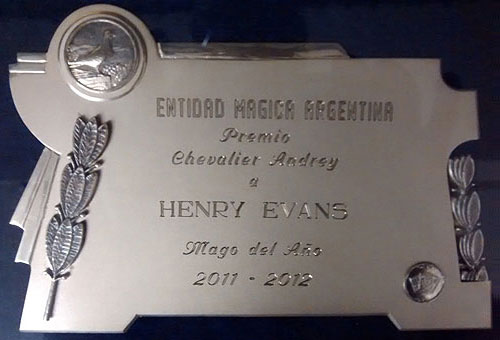 ENTIDAD MAGICA ARGENTINA
Premio
Chevalier Andrey
a
HENRY EVANS
Mago del Año
2011 - 2012